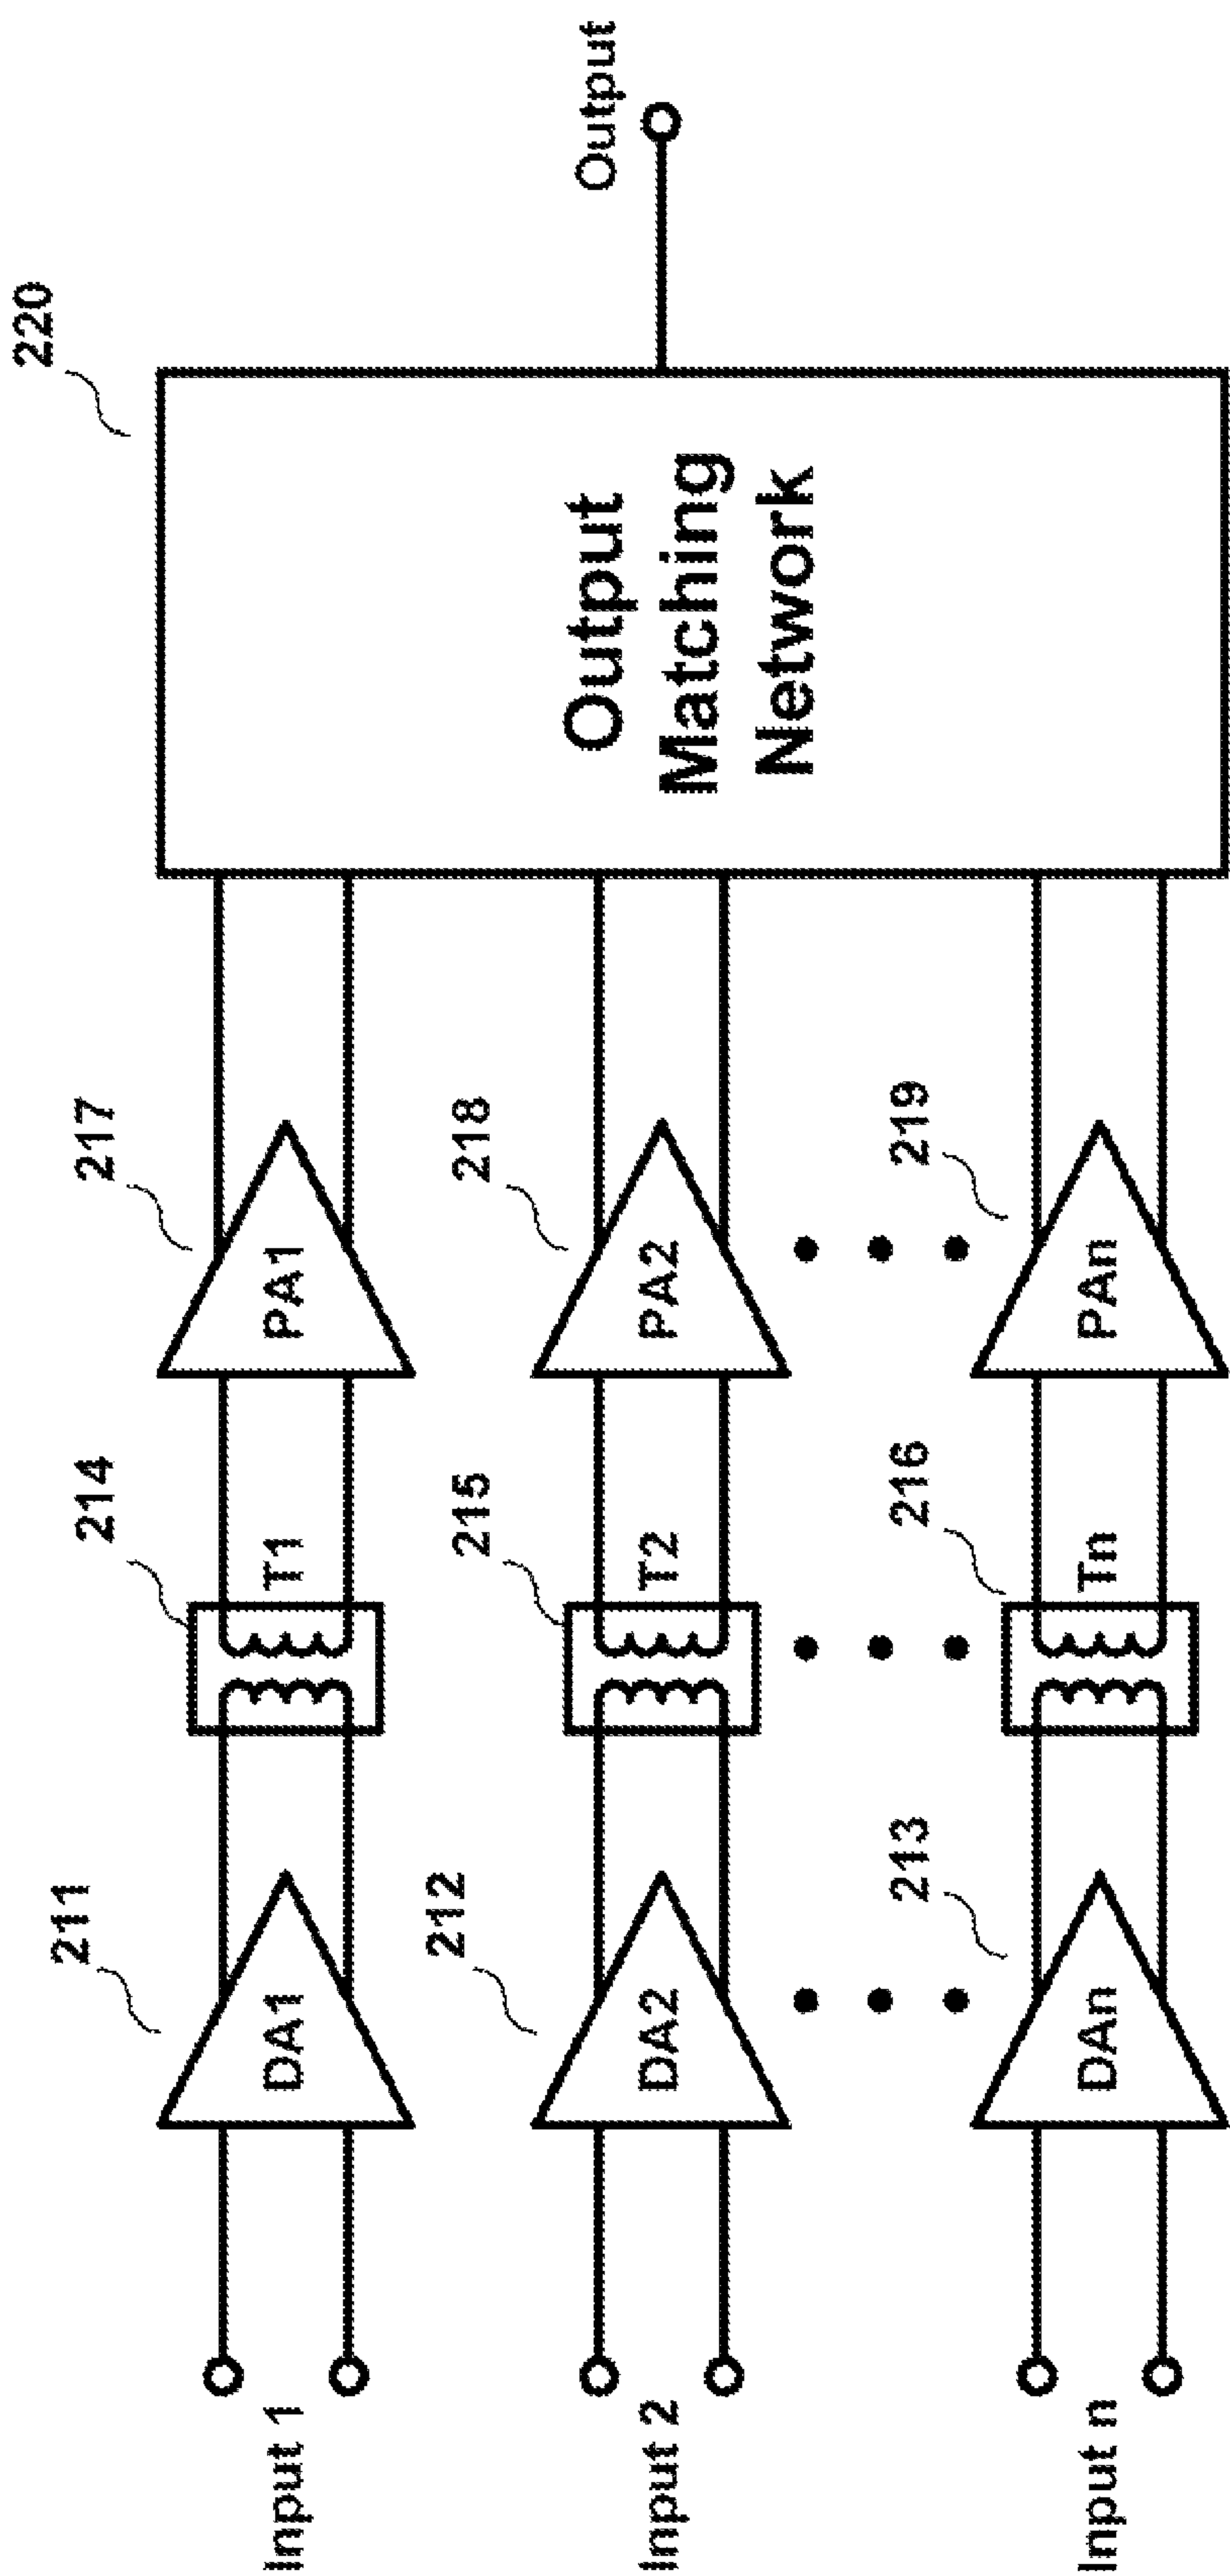 220
Output
Output
Matching
Network
217
218
219
PA1
PA2
PAn
214
215
216
T1
T2
Tn
211
212
213
DA1
DA2
DAn
Input 1
Input 2
Input n